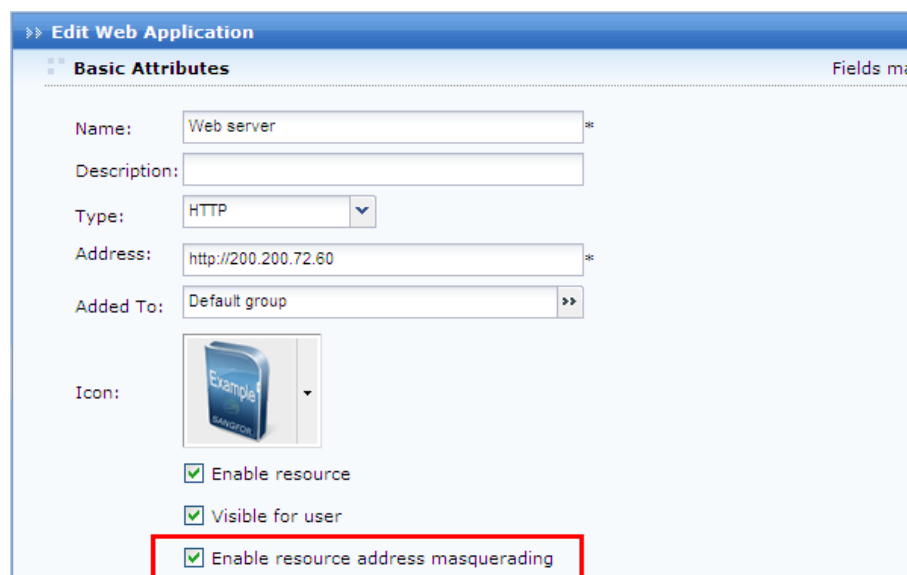 Edit Web Application
Basic Attributes Fields ma
Name: Web server *
Description:
Type: HTTP
Address: http://200.200.72.60 *
Added To: Default group
Icon:
Example
SANGFOR
Enable resource
Visible for user
Enable resource address masquerading